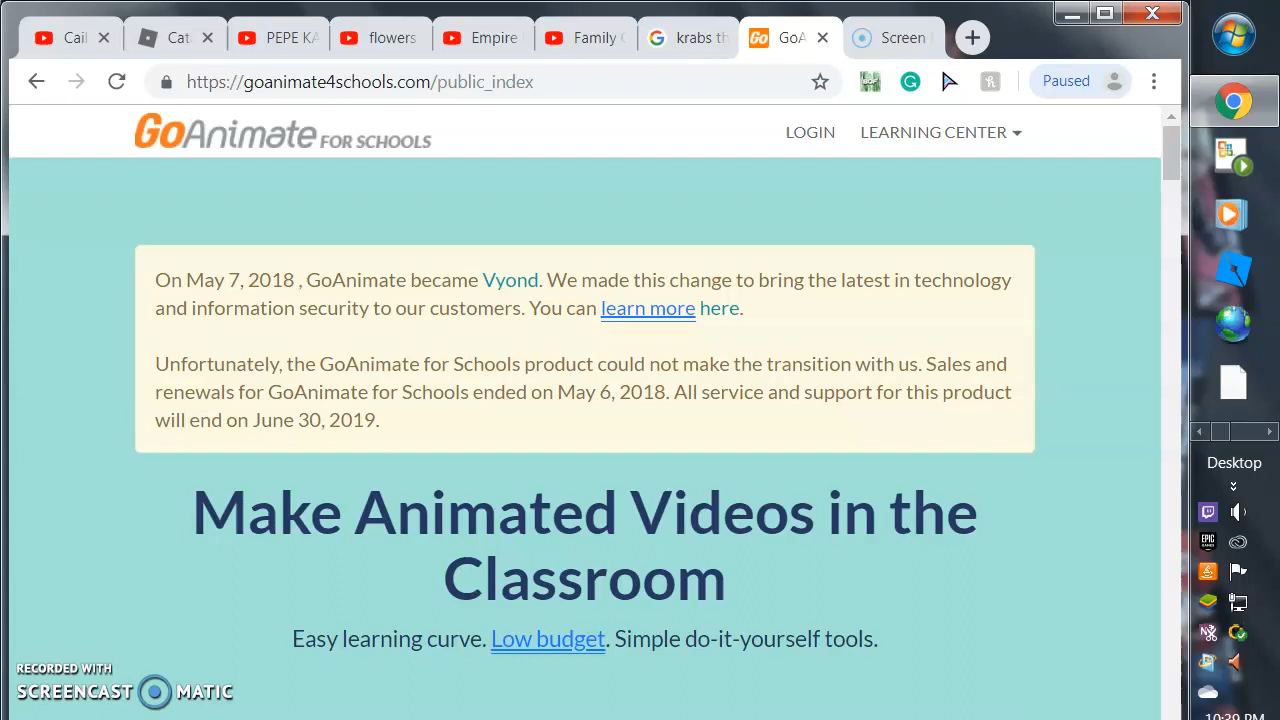 Cail
Cat
PEPE KA
flowers
Empire
Family G
krabs th
GoA
Screen
https://goanimate4schools.com/public_index
Paused
GoAnimate FOR SCHOOLS
LOGIN
LEARNING CENTER
On May 7, 2018 , GoAnimate became Vyond. We made this change to bring the latest in technology
and information security to our customers. You can learn more here.
Unfortunately, the GoAnimate for Schools product could not make the transition with us. Sales and
renewals for GoAnimate for Schools ended on May 6, 2018. All service and support for this product
will end on June 30, 2019.
Make Animated Videos in the
Classroom
Easy learning curve. Low budget. Simple do-it-yourself tools.
RECORDED WITH
SCREENCAST MATIC
Desktop
EPIC
GAMES
10:39 PM